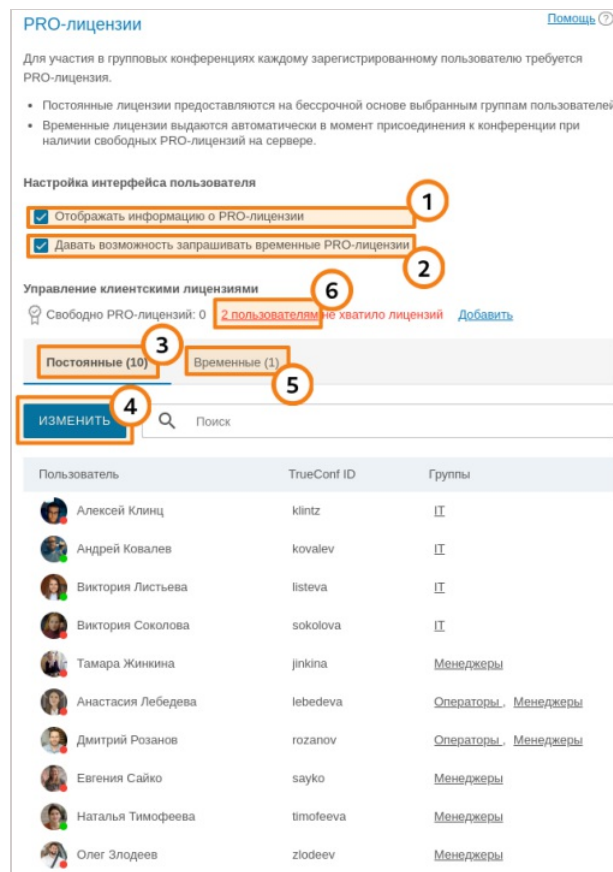 PRO-лицензии
Помощь ?
Для участия в групповых конференциях каждому зарегистрированному пользователю требуется
PRO-лицензия.
• Постоянные лицензии предоставляются на бессрочной основе выбранным группам пользователей
• Временные лицензии выдаются автоматически в момент присоединения к конференции при
наличии свободных PRO-лицензий на сервере.
Настройка интерфейса пользователя
1
Отображать информацию о PRO-лицензии
Давать возможность запрашивать временные PRO-лицензии
2
Управление клиентскими лицензиями
6
Свободно PRO-лицензий: 0 2 пользователям не хватило лицензий Добавить
3
Постоянные (10) Временные (1)
5
4
ИЗМЕНИТЬ Поиск
Пользователь TrueConf ID Группы
Алексей Клинц klintz IT
Андрей Ковалев kovalev IT
Виктория Листьева listeva IT
Виктория Соколова sokolova IT
Тамара Жинкина jinkina Менеджеры
Анастасия Лебедева lebedeva Операторы , Менеджеры
Дмитрий Розанов rozanov Операторы , Менеджеры
Евгения Сайко sayko Менеджеры
Наталья Тимофеева timofeeva Менеджеры
Олег Злодеев zlodeev Менеджеры